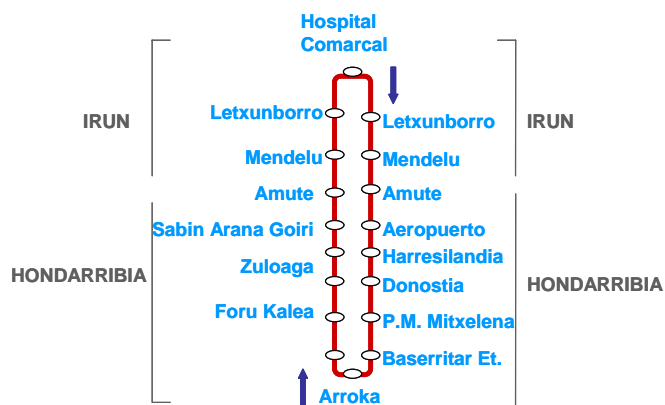 Hospital
Comarcal
IRUN
Letxunborro
Letxunborro
IRUN
Mendelu
Mendelu
Amute
Amute
Sabin Arana Goiri
Aeropuerto
Harresilandia
HONDARRIBIA
Zuloaga
Donostia
HONDARRIBIA
Foru Kalea
P.M. Mitxelena
Baserritar Et.
Arroka